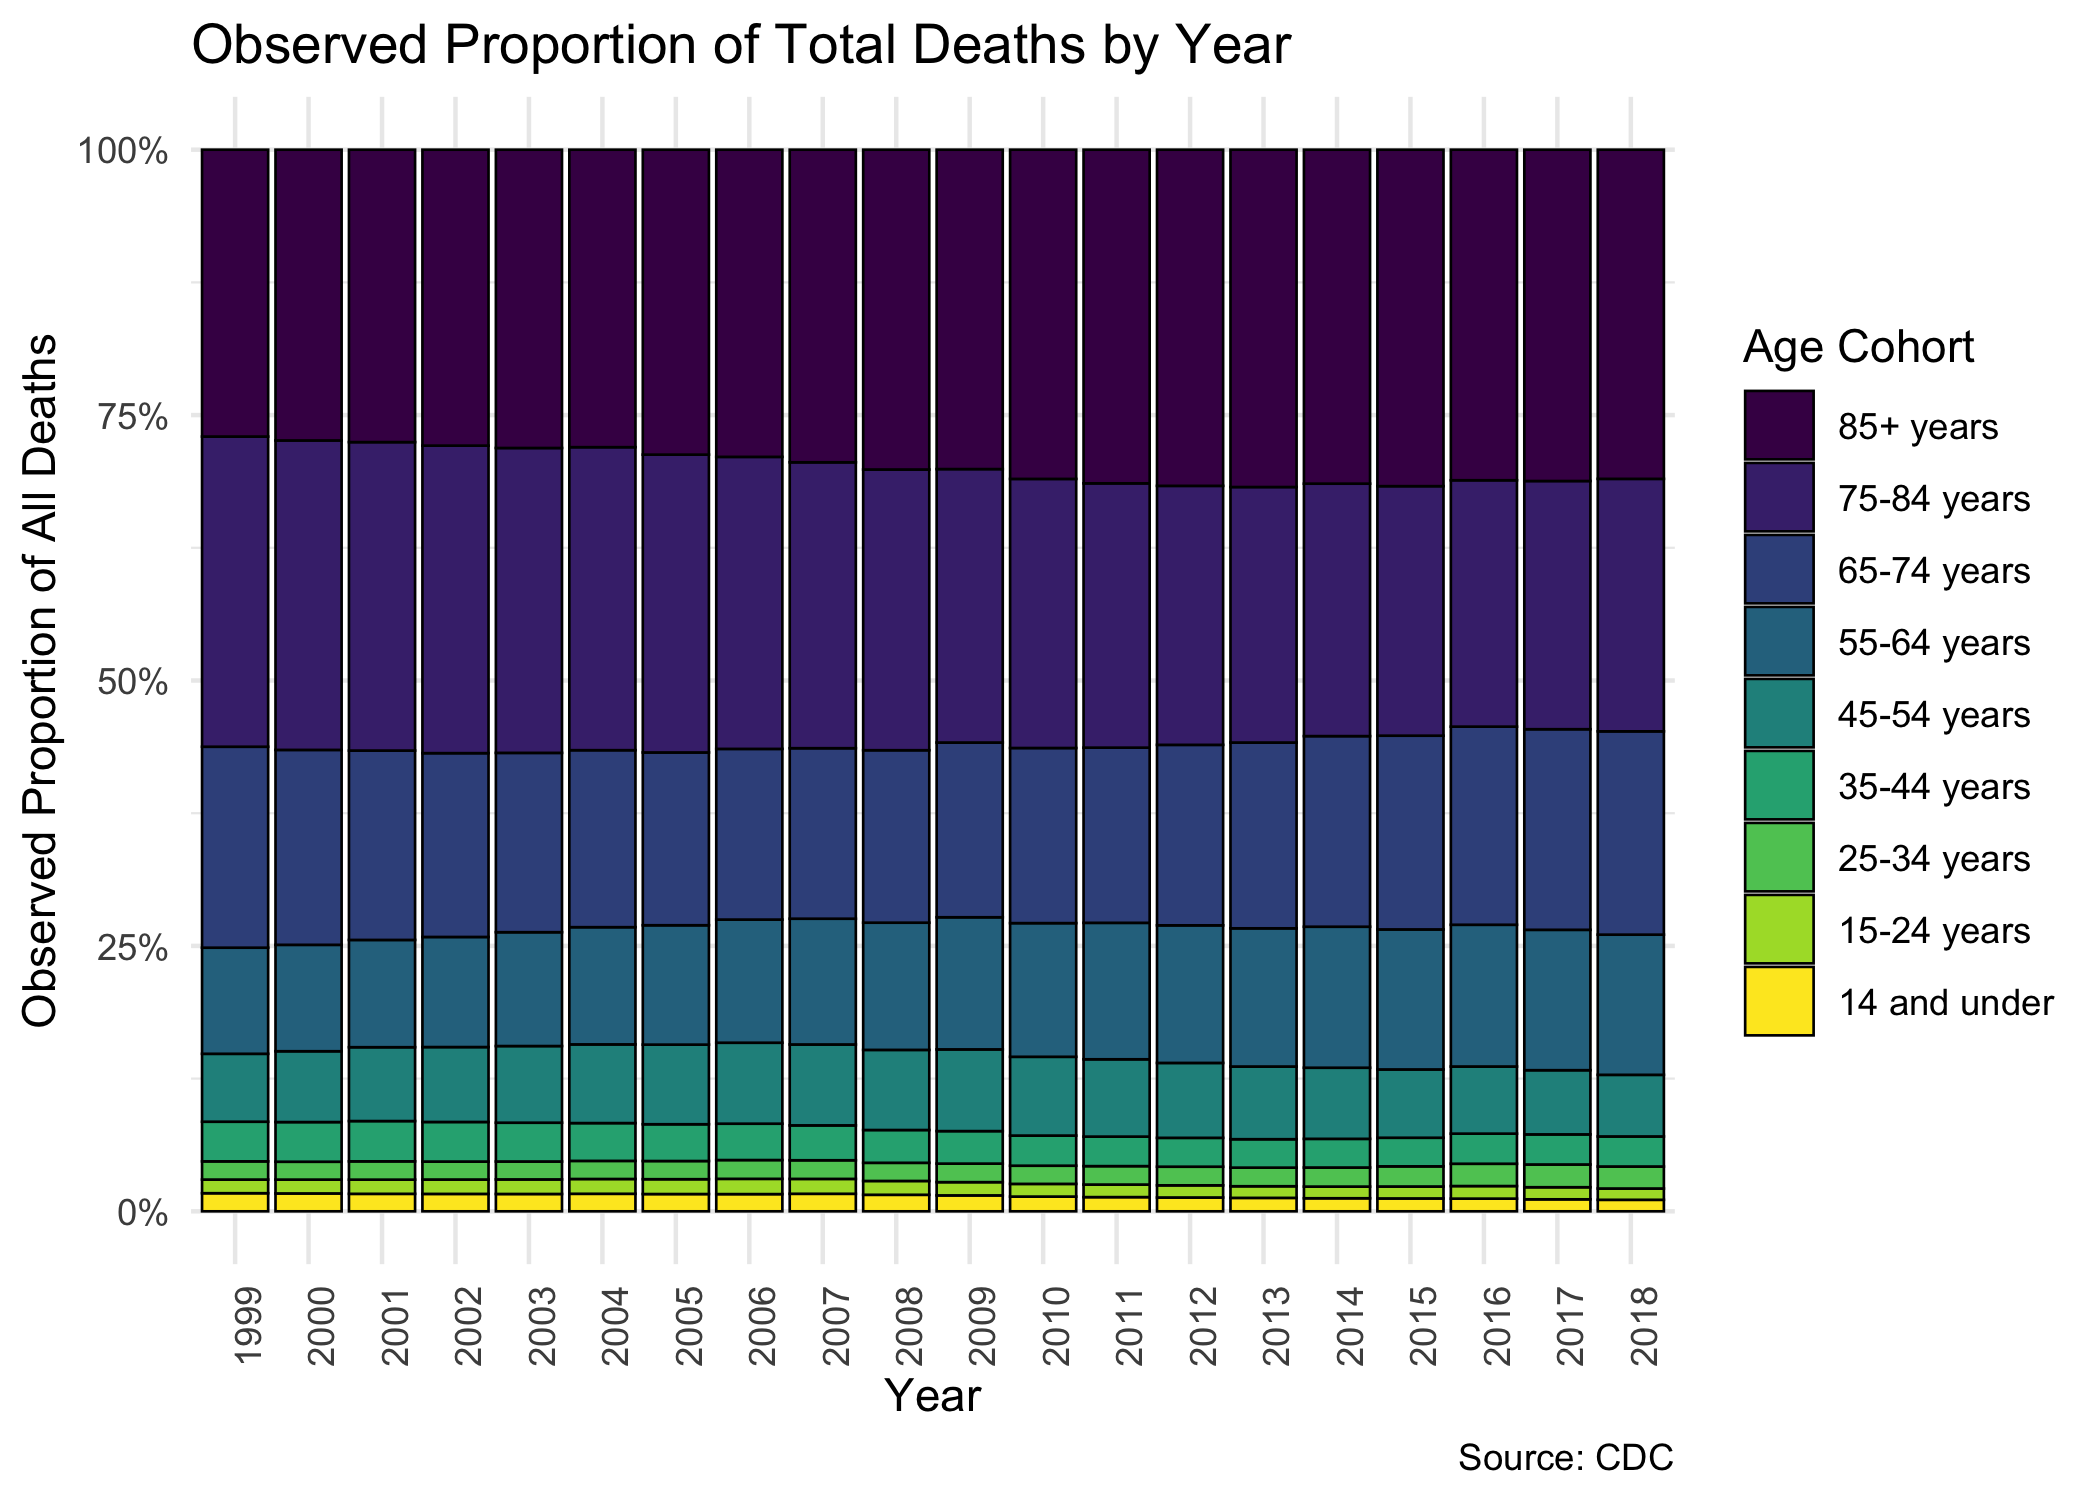 Observed Proportion of Total Deaths by Year
Observed Proportion of All Deaths
100%
75%
50%
25%
0%
1999
2000
2001
2002
2003
2004
2005
2006
2007
2008
2009
2010
2011
2012
2013
2014
2015
2016
2017
2018
Year
Age Cohort
85+ years
75-84 years
65-74 years
55-64 years
45-54 years
35-44 years
25-34 years
15-24 years
14 and under
Source: CDC